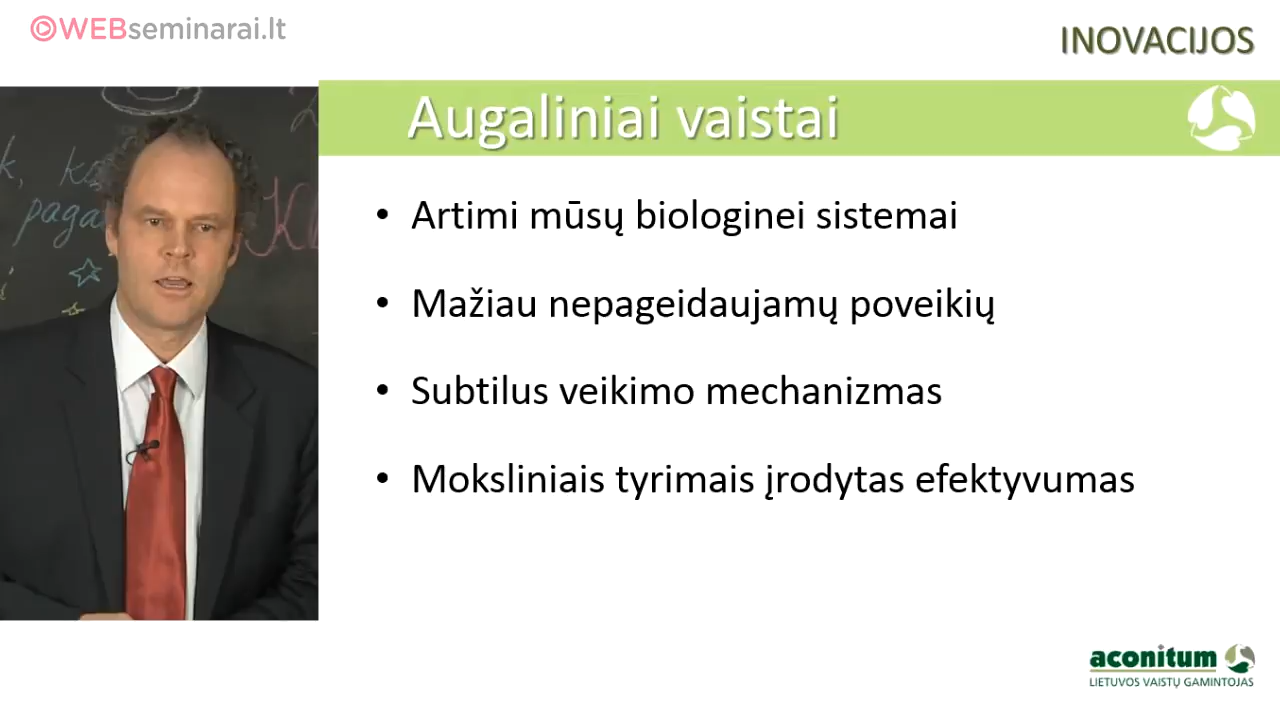 ©WEBseminarai.lt
INOVACIJOS
Augaliniai vaistai
• Artimi mūsų biologinei sistemai
• Mažiau nepageidaujamų poveikių
• Subtilus veikimo mechanizmas
• Moksliniais tyrimais įrodytas efektyvumas
aconitum
LIETUVOS VAISTŲ GAMINTOJAS